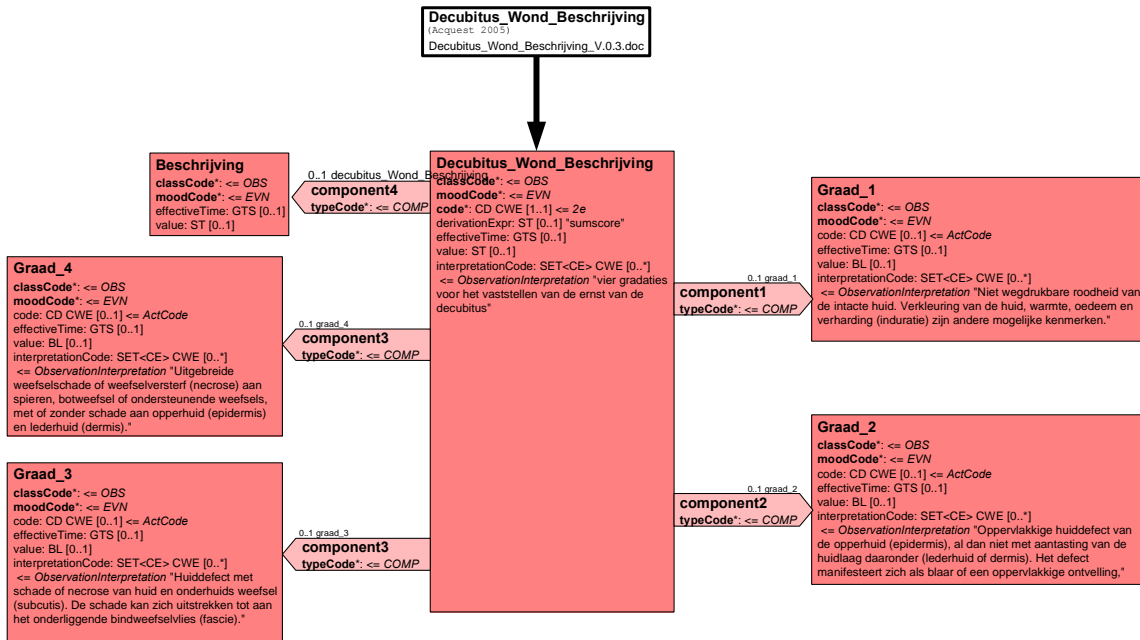 Decubitus_Wond_Beschrijving
(Acquest 2005)
Decubitus_Wond_Beschrijving_V.0.3.doc
Beschrijving
classCode*: <= OBS
moodCode*: <= EVN
effectiveTime: GTS [0..1]
value: ST [0..1]
0..1 decubitus_Wond_Beschrijving
component4
typeCode*: <= COMP
Decubitus_Wond_Beschrijving
classCode*: <= OBS
moodCode*: <= EVN
code*: CD CWE [1..1] <= 2e
derivationExpr: ST [0..1] "sumscore"
effectiveTime: GTS [0..1]
value: ST [0..1]
interpretationCode: SET<CE> CWE [0..*]
<= ObservationInterpretation "vier gradaties
voor het vaststellen van de ernst van de
decubitus"
Graad_1
classCode*: <= OBS
moodCode*: <= EVN
code: CD CWE [0..1] <= ActCode
effectiveTime: GTS [0..1]
value: BL [0..1]
interpretationCode: SET<CE> CWE [0..*]
<= ObservationInterpretation "Niet wegdrukbare roodheid van
de intacte huid. Verkleuring van de huid, warmte, oedeem en
verharding (induratie) zijn andere mogelijke kenmerken."
0..1 graad_1
component1
typeCode*: <= COMP
Graad_4
classCode*: <= OBS
moodCode*: <= EVN
code: CD CWE [0..1] <= ActCode
effectiveTime: GTS [0..1]
value: BL [0..1]
interpretationCode: SET<CE> CWE [0..*]
<= ObservationInterpretation "Uitgebreide
weefselschade of weefselversterf (necrose) aan
spieren, botweefsel of ondersteunende weefsels,
met of zonder schade aan opperhuid (epidermis)
en lederhuid (dermis)."
0..1 graad_4
component3
typeCode*: <= COMP
Graad_2
classCode*: <= OBS
moodCode*: <= EVN
code: CD CWE [0..1] <= ActCode
effectiveTime: GTS [0..1]
value: BL [0..1]
interpretationCode: SET<CE> CWE [0..*]
<= ObservationInterpretation "Oppervlakkige huiddefect van
de opperhuid (epidermis), al dan niet met aantasting van de
huidlaag daaronder (lederhuid of dermis). Het defect
manifesteert zich als blaar of een oppervlakkige ontvelling,"
0..1 graad_2
component2
typeCode*: <= COMP
Graad_3
classCode*: <= OBS
moodCode*: <= EVN
code: CD CWE [0..1] <= ActCode
effectiveTime: GTS [0..1]
value: BL [0..1]
interpretationCode: SET<CE> CWE [0..*]
<= ObservationInterpretation "Huiddefect met
schade of necrose van huid en onderhuids weefsel
(subcutis). De schade kan zich uitstrekken tot aan
het onderliggende bindweefselvlies (fascie)."
0..1 graad_3
component3
typeCode*: <= COMP